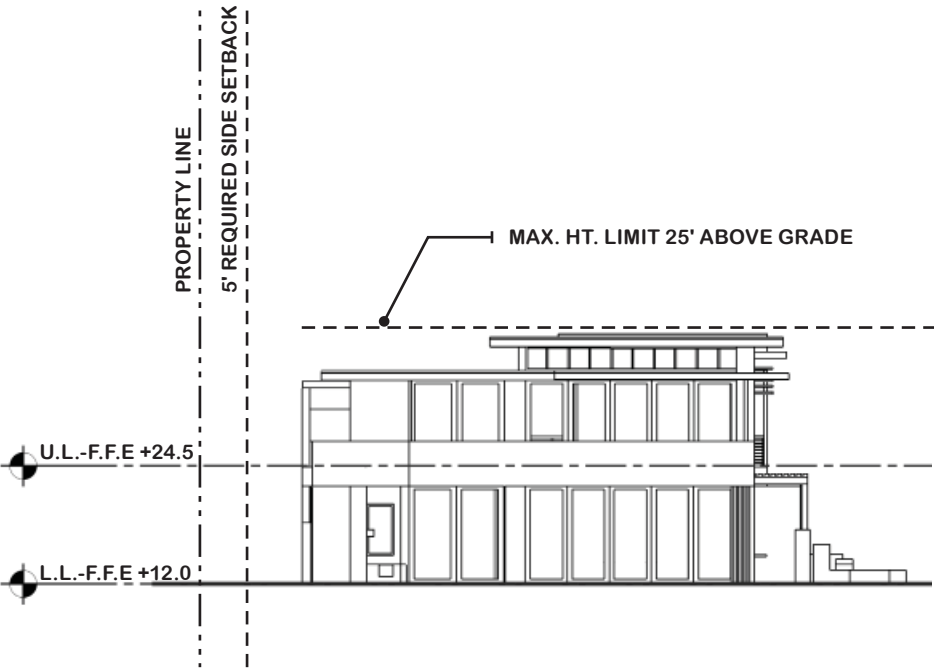 PROPERTY LINE
5' REQUIRED SIDE SETBACK
MAX. HT. LIMIT 25' ABOVE GRADE
U.L.-F.F.E +24.5
L.L.-F.F.E +12.0